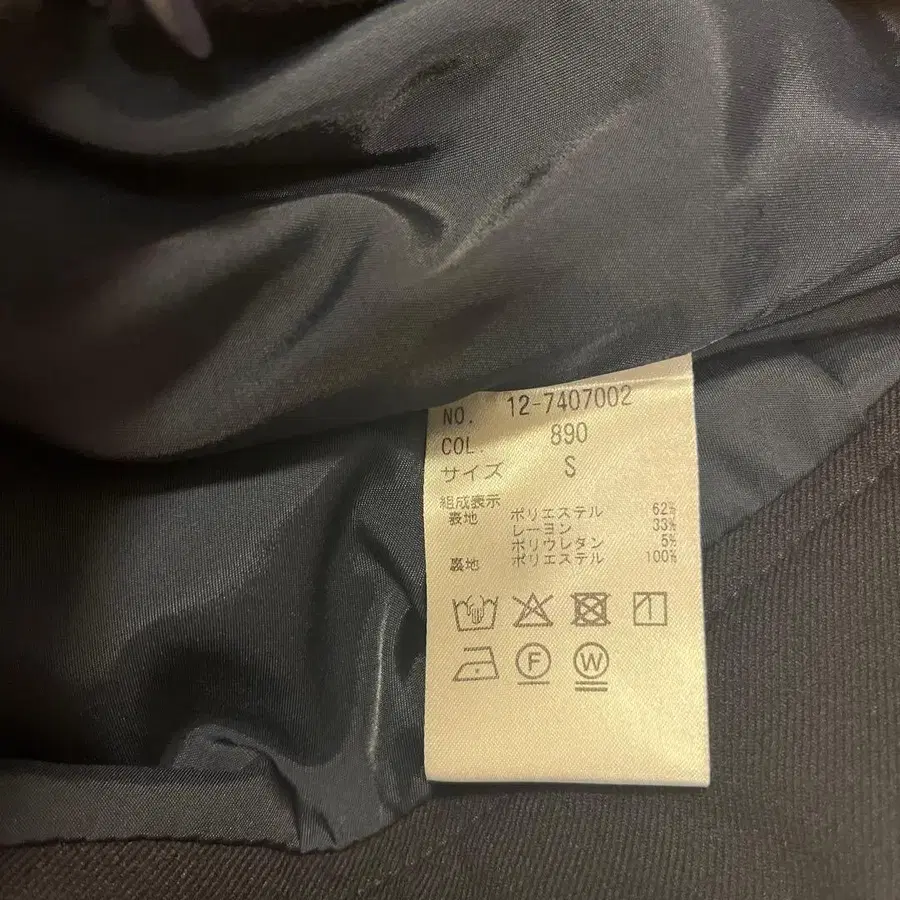 NO. 12-7407002
COL. 890
サイズ S
組成表示
表地 ポリエステル 62%
レーヨン 33%
ポリウレタン 5%
裏地 ポリエステル 100%
F W